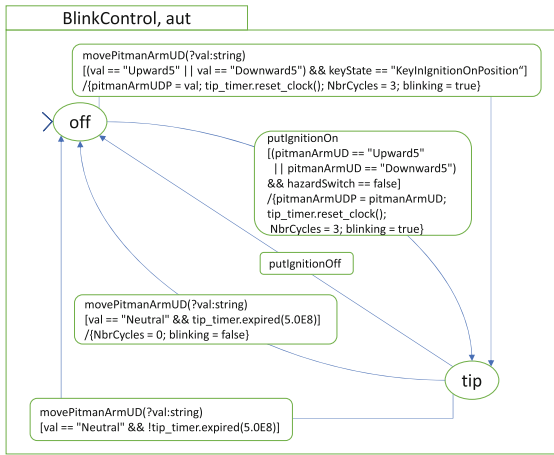 BlinkControl, aut
movePitmanArmUD(?val:string)
[(val == "Upward5" || val == "Downward5") && keyState == "KeyInIgnitionOnPosition“]
/{pitmanArmUDP = val; tip_timer.reset_clock(); NbrCycles = 3; blinking = true}
off
putIgnitionOn
[(pitmanArmUD == "Upward5"
|| pitmanArmUD == "Downward5")
&& hazardSwitch == false]
/{pitmanArmUDP = pitmanArmUD;
tip_timer.reset_clock();
NbrCycles = 3; blinking = true}
putIgnitionOff
movePitmanArmUD(?val:string)
[val == "Neutral" && tip_timer.expired(5.0E8)]
/{NbrCycles = 0; blinking = false}
tip
movePitmanArmUD(?val:string)
[val == "Neutral" && !tip_timer.expired(5.0E8)]